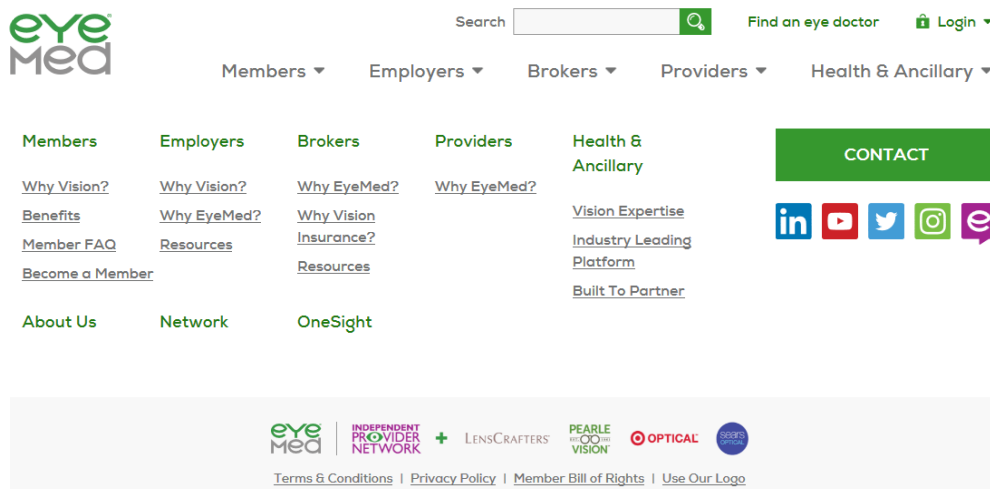 eye
med
Search
Find an eye doctor
Login
Members
Employers
Brokers
Providers
Health & Ancillary
Members
Why Vision?
Benefits
Member FAQ
Become a Member
Employers
Why Vision?
Why EyeMed?
Resources
Brokers
Why EyeMed?
Why Vision
Insurance?
Resources
Providers
Why EyeMed?
Health &
Ancillary
Vision Expertise
Industry Leading
Platform
Built To Partner
CONTACT
in
e
About Us
Network
OneSight
eye
med
INDEPENDENT
PROVIDER
NETWORK
+
LENSCRAFTERS
PEARLE
VISION
OPTICAL
sears
OPTICAL
Terms & Conditions | Privacy Policy | Member Bill of Rights | Use Our Logo